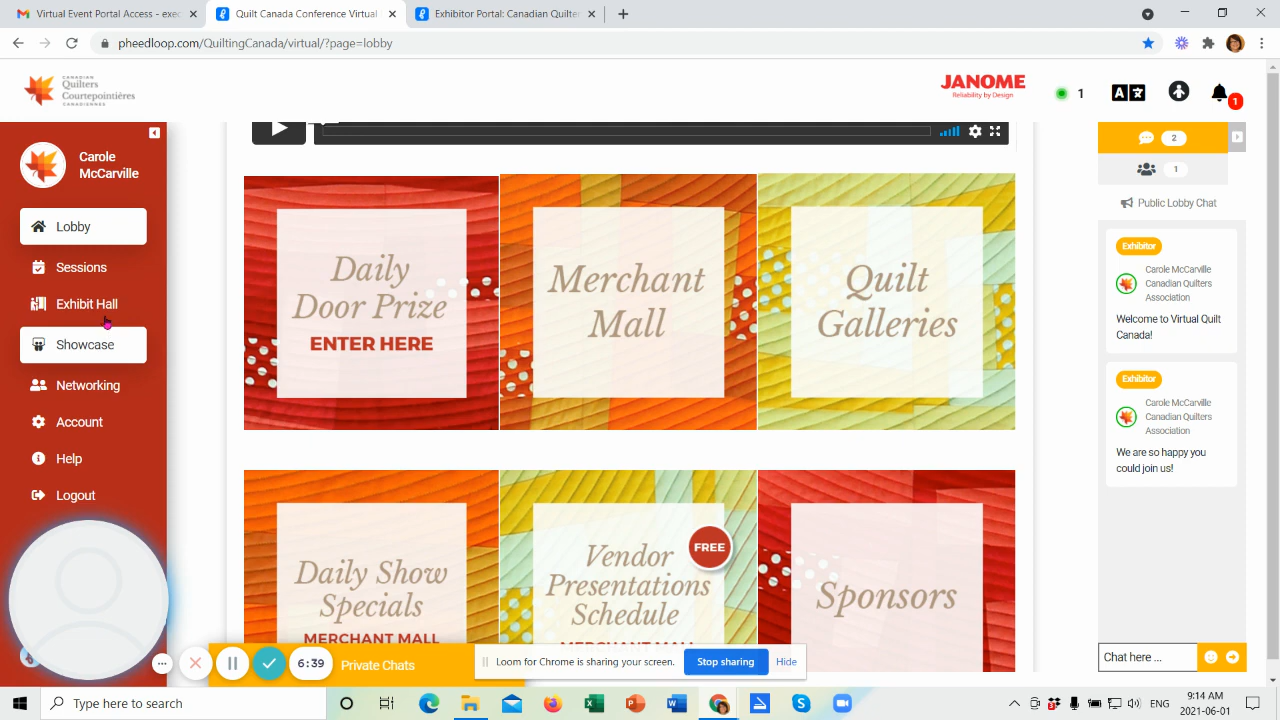 Virtual Attendees - exec
Quilt Canada Virtual
Exhibitor Portal: Canadian Quilter
pheedloop.com/QuiltingCanada/virtual/?page=lobby
CANADIAN
Quilters
Courtepointières
CANADIENNES
JANOME
Reliability by Design
1
A
1
Carole
McCarville
Lobby
Sessions
Exhibit Hall
Showcase
Networking
Account
Help
Logout
Daily
Door Prize
ENTER HERE
Merchant
Mall
Quilt
Galleries
Daily Show
Specials
MERCHANT MALL
FREE
Vendor
Presentations
Schedule
MERCHANT MALL
Sponsors
2
1
Public Lobby Chat
Exhibitor
Carole McCarville
Canadian Quilters
Association
Welcome to Virtual Quilt
Canada!
Exhibitor
Carole McCarville
Canadian Quilters
Association
We are so happy you
could join us!
Chat here ...
6:39
Private Chats
Loom for Chrome is sharing your screen.
Stop sharing
Hide
Type here to search
9:14 AM
ENG
2021-06-01